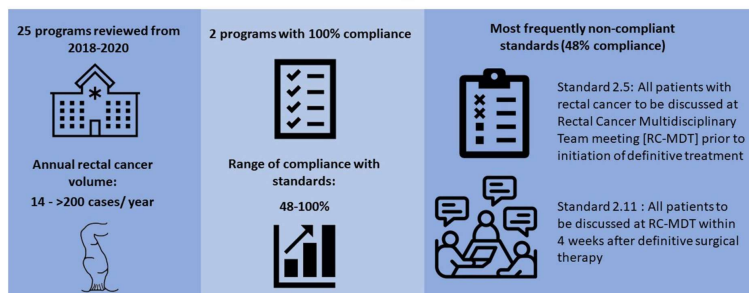 25 programs reviewed from
2018-2020
Annual rectal cancer
volume:
14 - >200 cases/ year
2 programs with 100% compliance
Range of compliance with
standards:
48-100%
Most frequently non-compliant
standards (48% compliance)
Standard 2.5: All patients with
rectal cancer to be discussed at
Rectal Cancer Multidisciplinary
Team meeting [RC-MDT] prior to
initiation of definitive treatment
Standard 2.11 : All patients to
be discussed at RC-MDT within
4 weeks after definitive surgical
therapy